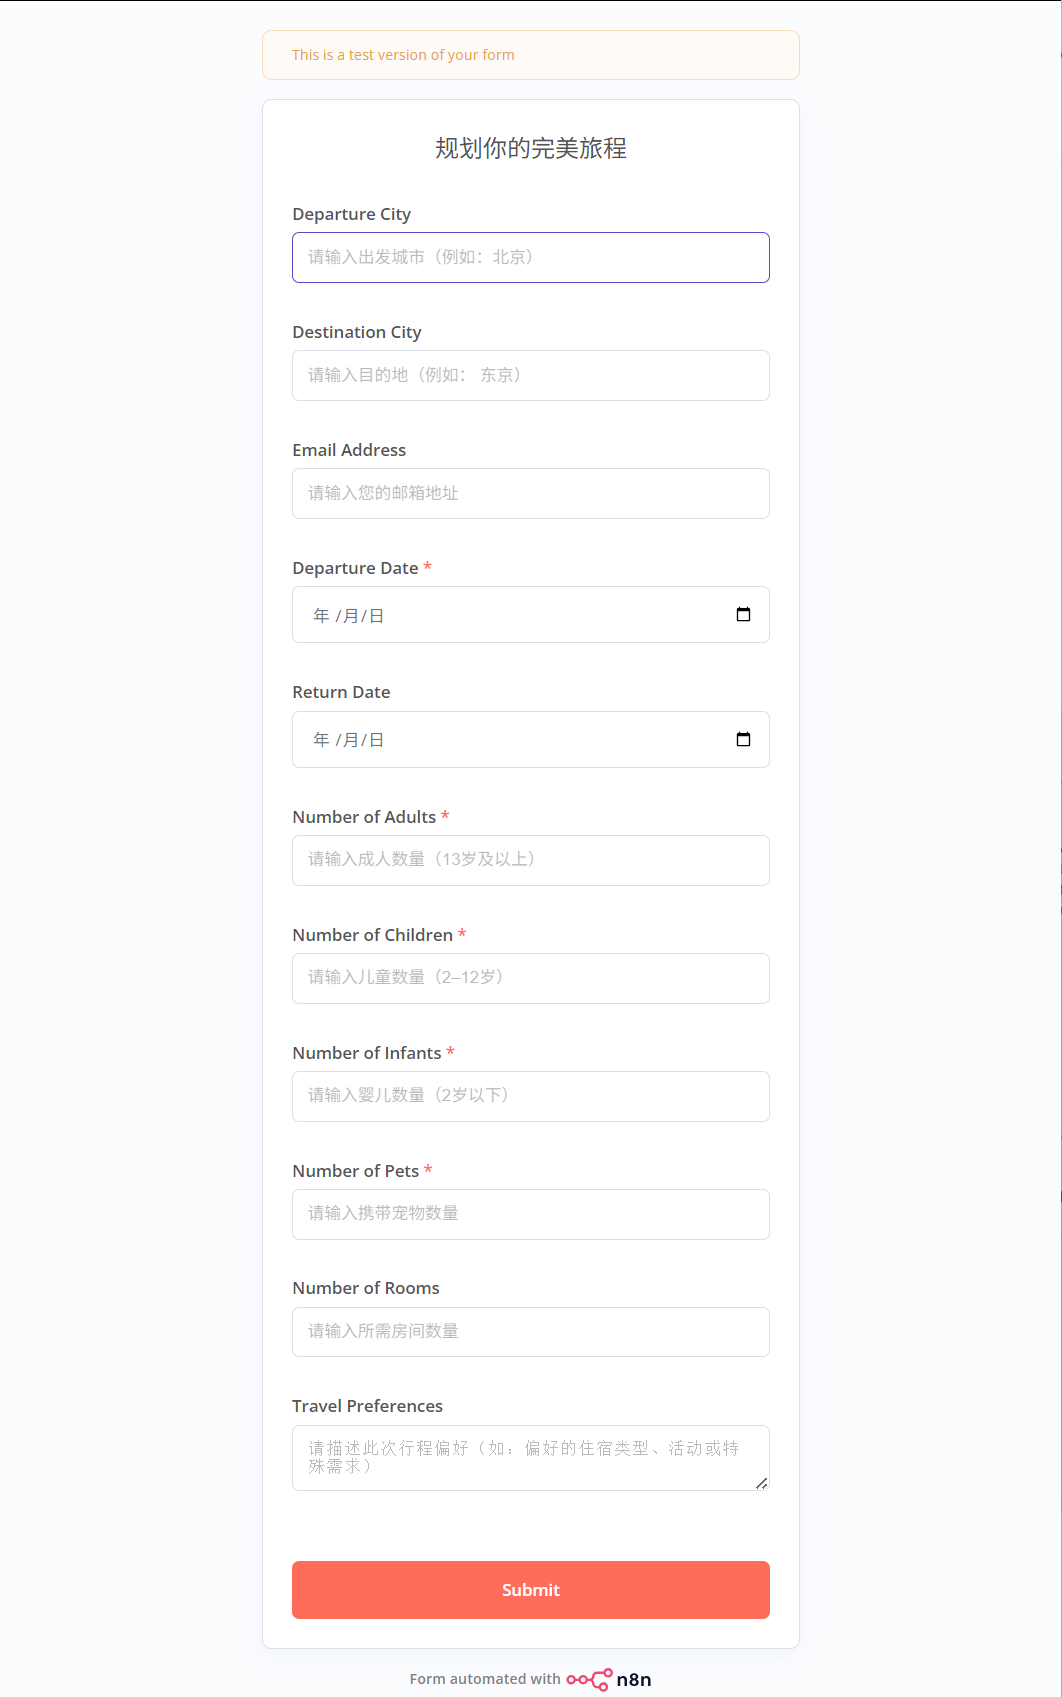 This is a test version of your form
规划你的完美旅程
Departure City
请输入出发城市（例如：北京）
Destination City
请输入目的地（例如： 东京）
Email Address
请输入您的邮箱地址
Departure Date *
年 /月/日
Return Date
年 /月/日
Number of Adults *
请输入成人数量（13岁及以上）
Number of Children *
请输入儿童数量（2–12岁）
Number of Infants *
请输入婴儿数量（2岁以下）
Number of Pets *
请输入携带宠物数量
Number of Rooms
请输入所需房间数量
Travel Preferences
请描述此次行程偏好（如：偏好的住宿类型、活动或特
殊需求）
Submit
Form automated with n8n